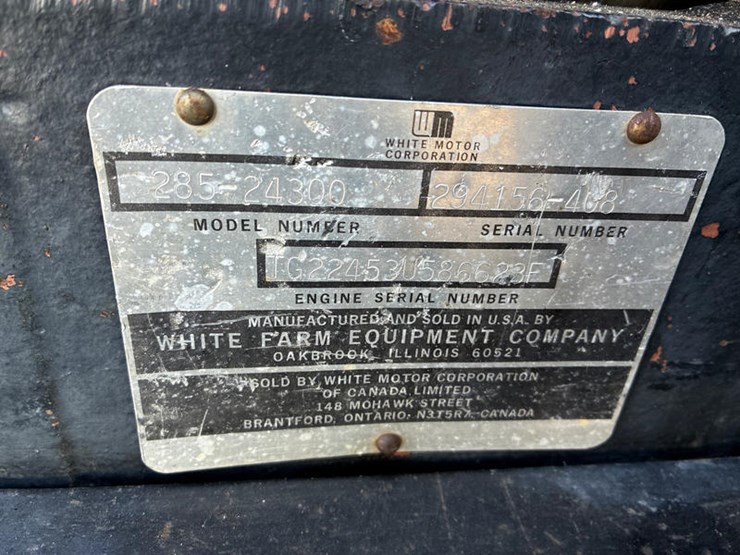 WM
WHITE MOTOR
CORPORATION
285-24300 294156-408
MODEL NUMBER SERIAL NUMBER
TG22453U586623F
ENGINE SERIAL NUMBER
MANUFACTURED AND SOLD IN U.S.A. BY
WHITE FARM EQUIPMENT COMPANY
OAKBROOK, ILLINOIS 60521
SOLD BY WHITE MOTOR CORPORATION
OF CANADA, LIMITED
148 MOHAWK STREET
BRANTFORD, ONTARIO, N3T5R7 CANADA